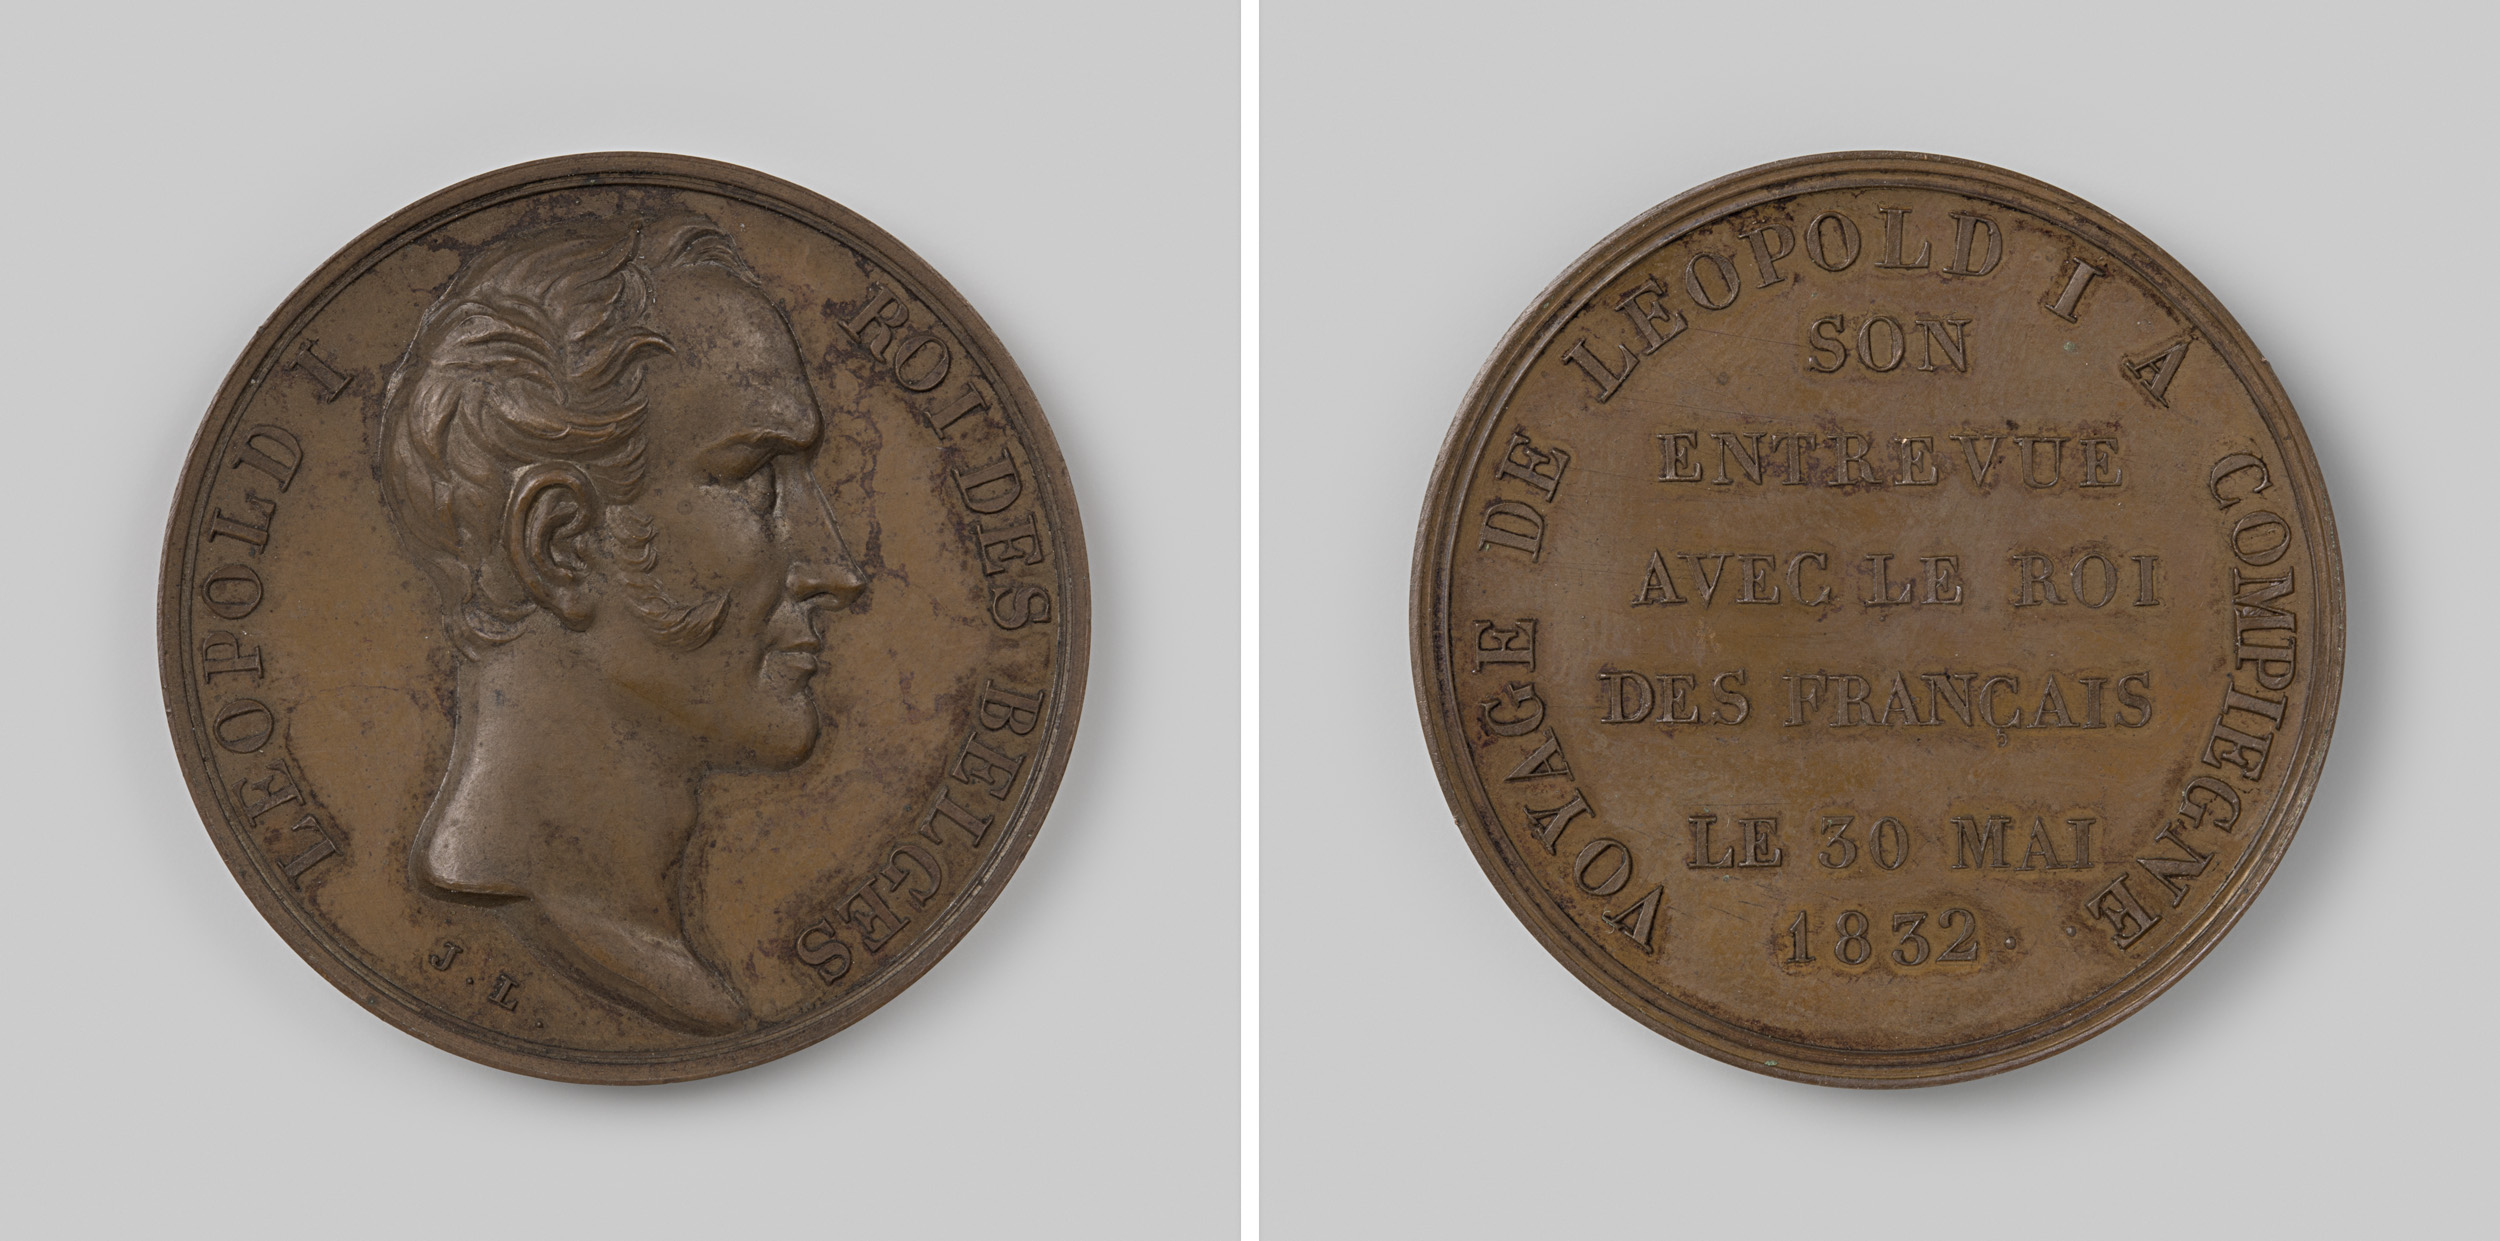 LEOPOLD I ROI DES BELGES
J. L.
VOYAGE DE LEOPOLD I A COMPIEGNE
SON
ENTREVUE
AVEC LE ROI
DES FRANÇAIS
LE 30 MAI
1832.